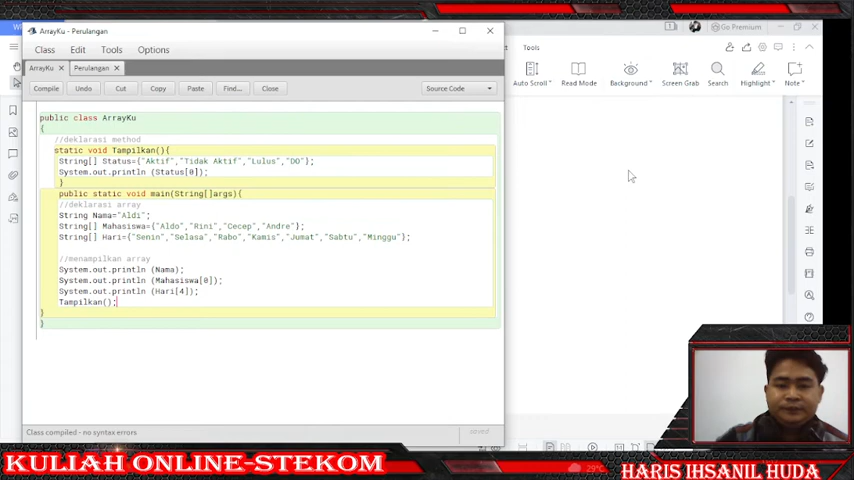 ArrayKu - Perulangan
Class Edit Tools Options
ArrayKu Perulangan
Compile Undo Cut Copy Paste Find... Close Source Code
public class ArrayKu
{
//deklarasi method
static void Tampilkan(){
String[] Status={"Aktif","Tidak Aktif","Lulus","DO"};
System.out.println (Status[0]);
}
public static void main(String[]args){
//deklarasi array
String Nama="Aldi";
String[] Mahasiswa={"Aldo","Rini","Cecep","Andre"};
String[] Hari={"Senin","Selasa","Rabo","Kamis","Jumat","Sabtu","Minggu"};
//menampilkan array
System.out.println (Nama);
System.out.println (Mahasiswa[0]);
System.out.println (Hari[4]);
Tampilkan();
}
}
Class compiled - no syntax errors
saved
Go Premium
Tools
Auto Scroll Read Mode Background Screen Grab Search Highlight Note
29°
KULIAH ONLINE-STEKOM
HARIS IHSANIL HUDA